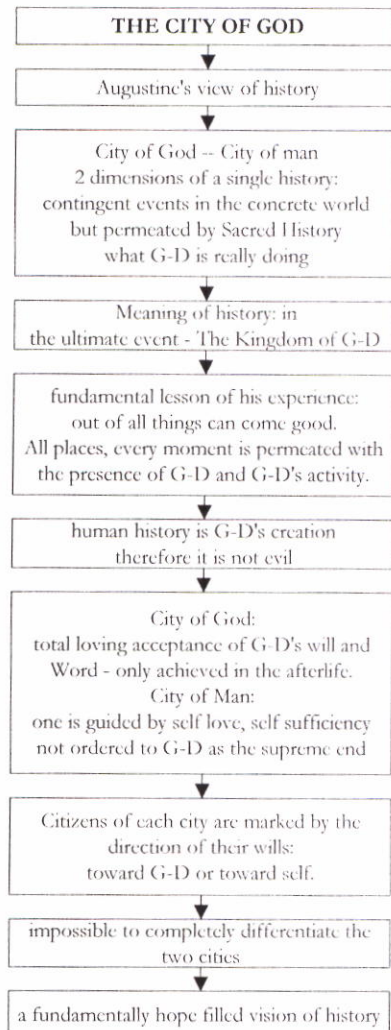 THE CITY OF GOD
Augustine's view of history
City of God -- City of man
2 dimensions of a single history:
contingent events in the concrete world
but permeated by Sacred History
what G-D is really doing
Meaning of history: in
the ultimate event - The Kingdom of G-D
fundamental lesson of his experience:
out of all things can come good.
All places, every moment is permeated with
the presence of G-D and G-D's activity.
human history is G-D's creation
therefore it is not evil
City of God:
total loving acceptance of G-D's will and
Word - only achieved in the afterlife.
City of Man:
one is guided by self love, self sufficiency
not ordered to G-D as the supreme end
Citizens of each city are marked by the
direction of their wills:
toward G-D or toward self.
impossible to completely differentiate the
two cities
a fundamentally hope filled vision of history